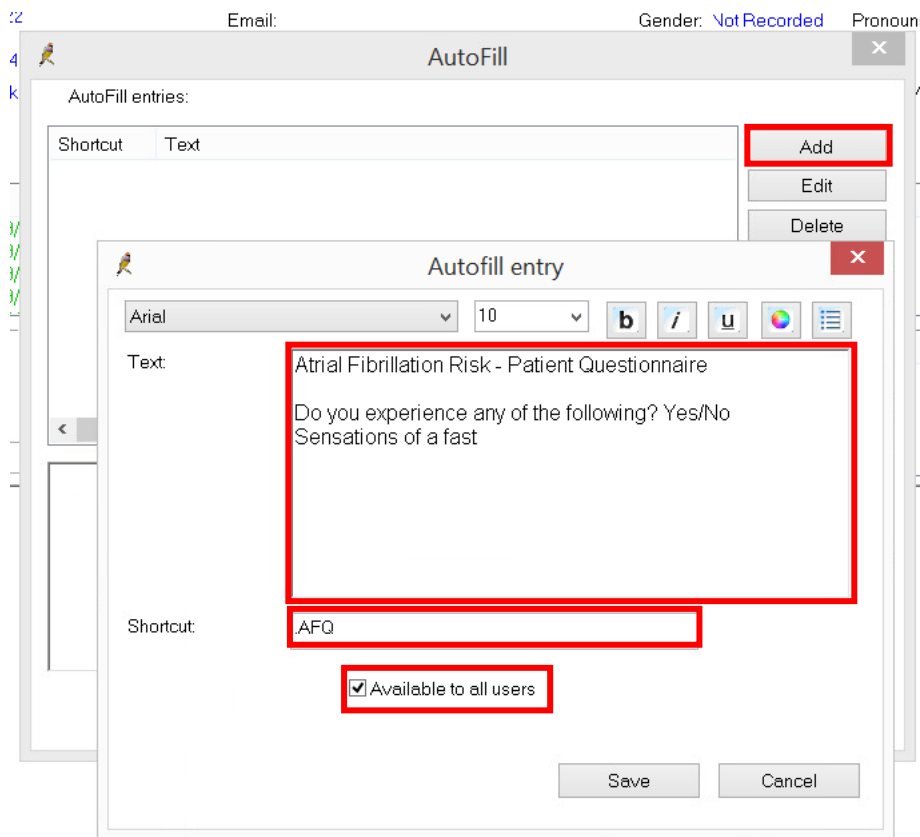 22 Email: Gender: Not Recorded Pronoun
4
k
AutoFill
AutoFill entries:
Shortcut Text
Add
Edit
Delete
Autofill entry
Arial 10 b i u
Text:
Atrial Fibrillation Risk - Patient Questionnaire
Do you experience any of the following? Yes/No
Sensations of a fast
Shortcut:
.AFQ
Available to all users
Save Cancel